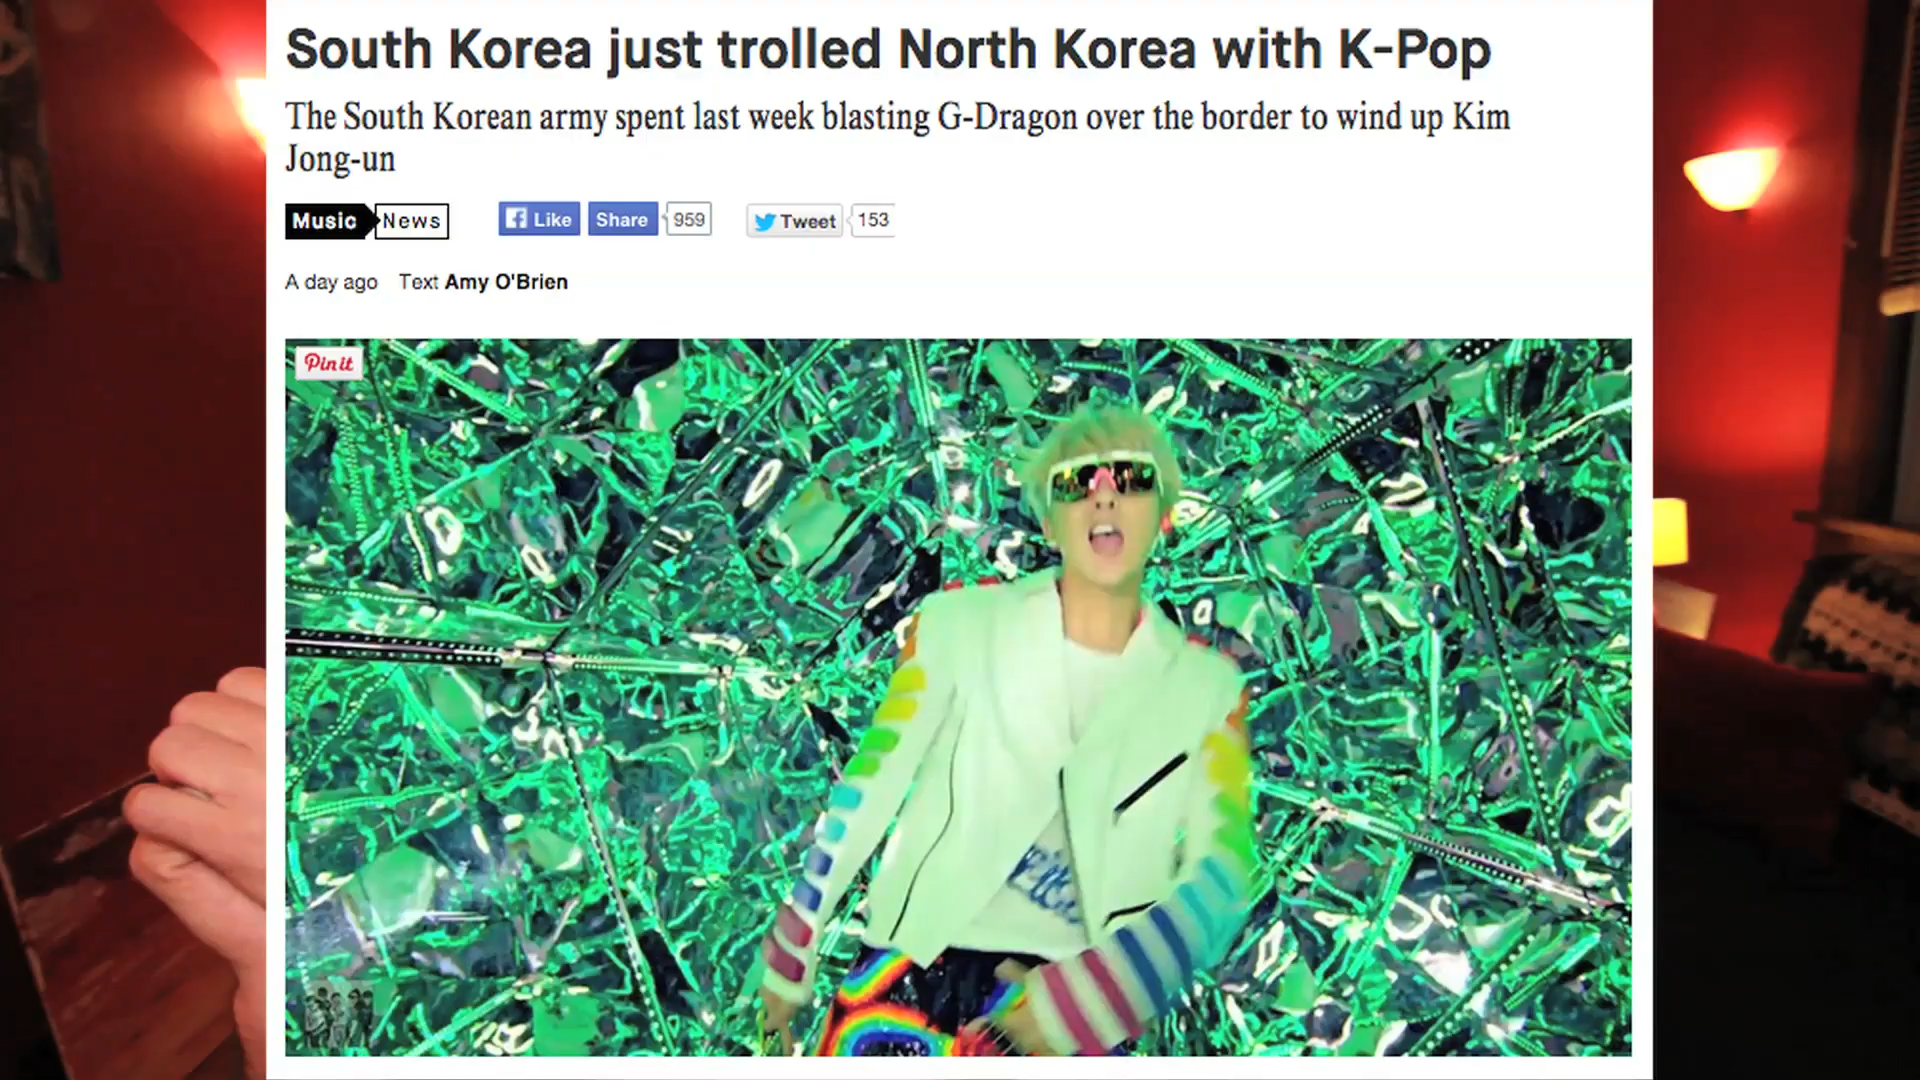 South Korea just trolled North Korea with K-Pop
The South Korean army spent last week blasting G-Dragon over the border to wind up Kim
Jong-un
Music News Like Share 959 Tweet 153
A day ago Text Amy O'Brien
Pin it